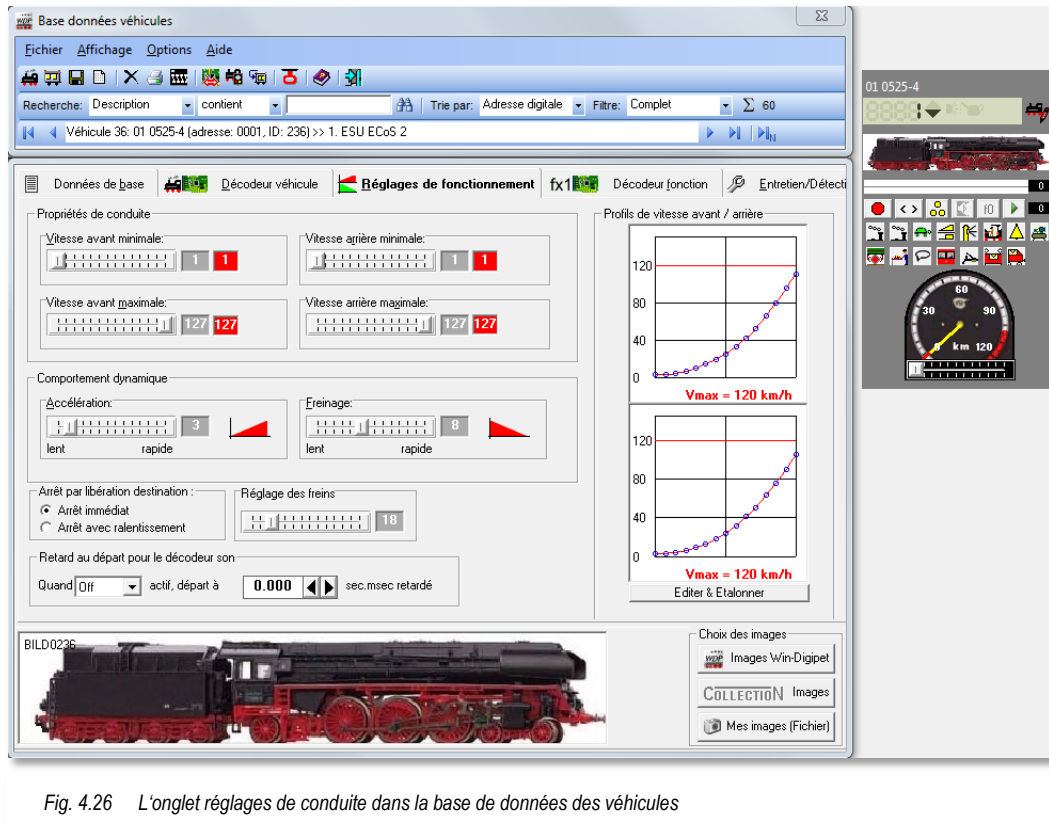 Base données véhicules
Fichier Affichage Options Aide
Recherche: Description contient Trie par: Adresse digitale Filtre: Complet Σ 60
Véhicule 36: 01 0525-4 (adresse: 0001, ID: 236) >> 1. ESU ECoS 2
Données de base Décodeur véhicule Réglages de fonctionnement fx1 Décodeur fonction Entretien/Détecti
Propriétés de conduite
Vitesse avant minimale: 1 1
Vitesse arrière minimale: 1 1
Vitesse avant maximale: 127 127
Vitesse arrière maximale: 127 127
Comportement dynamique
Accélération: 3
lent rapide
Freinage: 8
lent rapide
Arrêt par libération destination :
Arrêt immédiat
Arrêt avec ralentissement
Réglage des freins
18
Retard au départ pour le décodeur son
Quand Off actif, départ à 0.000 sec.msec retardé
Profils de vitesse avant / arrière
120
80
40
0
Vmax = 120 km/h
120
80
40
0
Vmax = 120 km/h
Editer & Etalonner
BILD0236
Choix des images
WDP Images Win-Digipet
COLLECTION Images
Mes images (Fichier)
01 0525-4
0
< > f0 0
30 60 90
0 km 120
Fig. 4.26 L'onglet réglages de conduite dans la base de données des véhicules